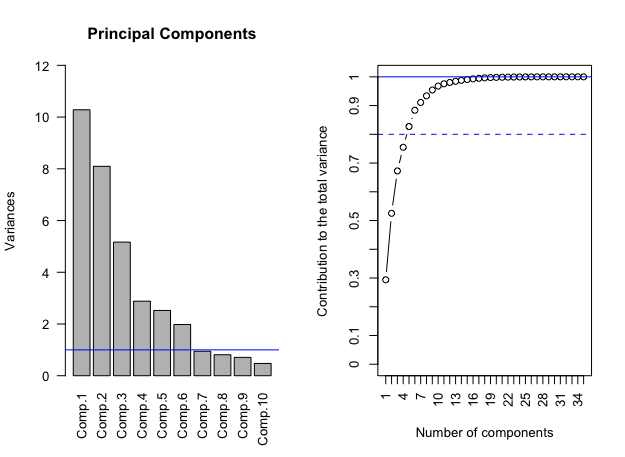 Principal Components
Variances
12
10
8
6
4
2
0
Comp.1
Comp.2
Comp.3
Comp.4
Comp.5
Comp.6
Comp.7
Comp.8
Comp.9
Comp.10
Contribution to the total variance
1
0.9
0.7
0.5
0.3
0.1
0
1
4
7
10
13
16
19
22
25
28
31
34
Number of components